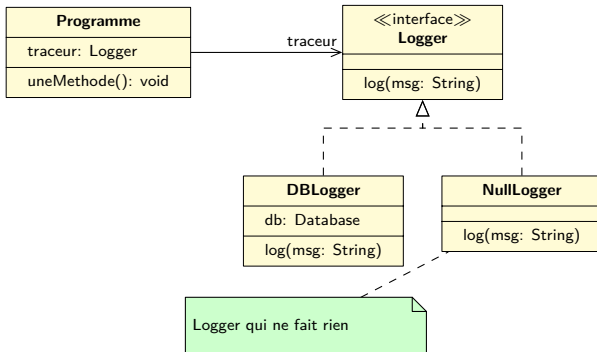 Programme
traceur: Logger
uneMethode(): void
traceur
≪interface≫
Logger
log(msg: String)
DBLogger
db: Database
log(msg: String)
NullLogger
log(msg: String)
Logger qui ne fait rien